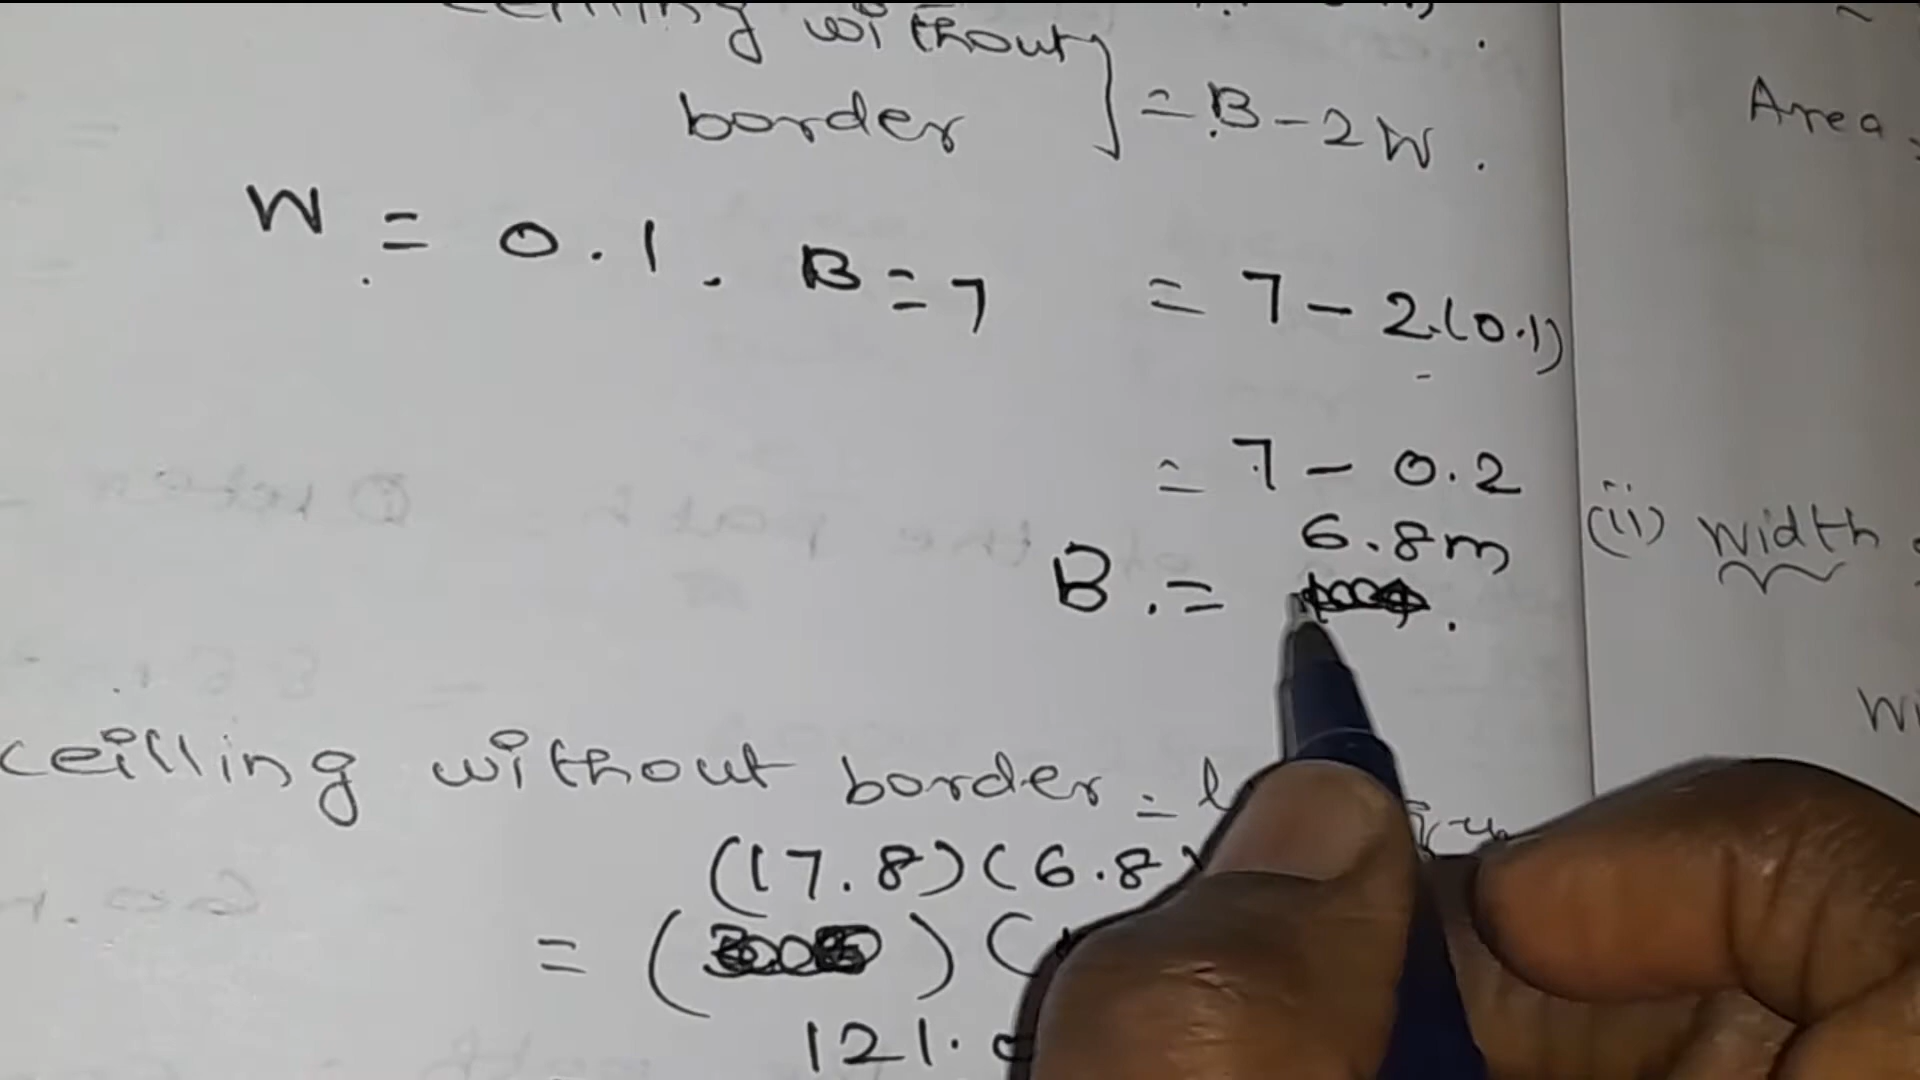 ceilling without
border } = B - 2W.
W = 0.1. B = 7
= 7 - 2(0.1)
= 7 - 0.2
6.8m
B. =
ceilling without border = l
(17.8)(6.8)
= ( ) (
121.
Area
(ii) Width